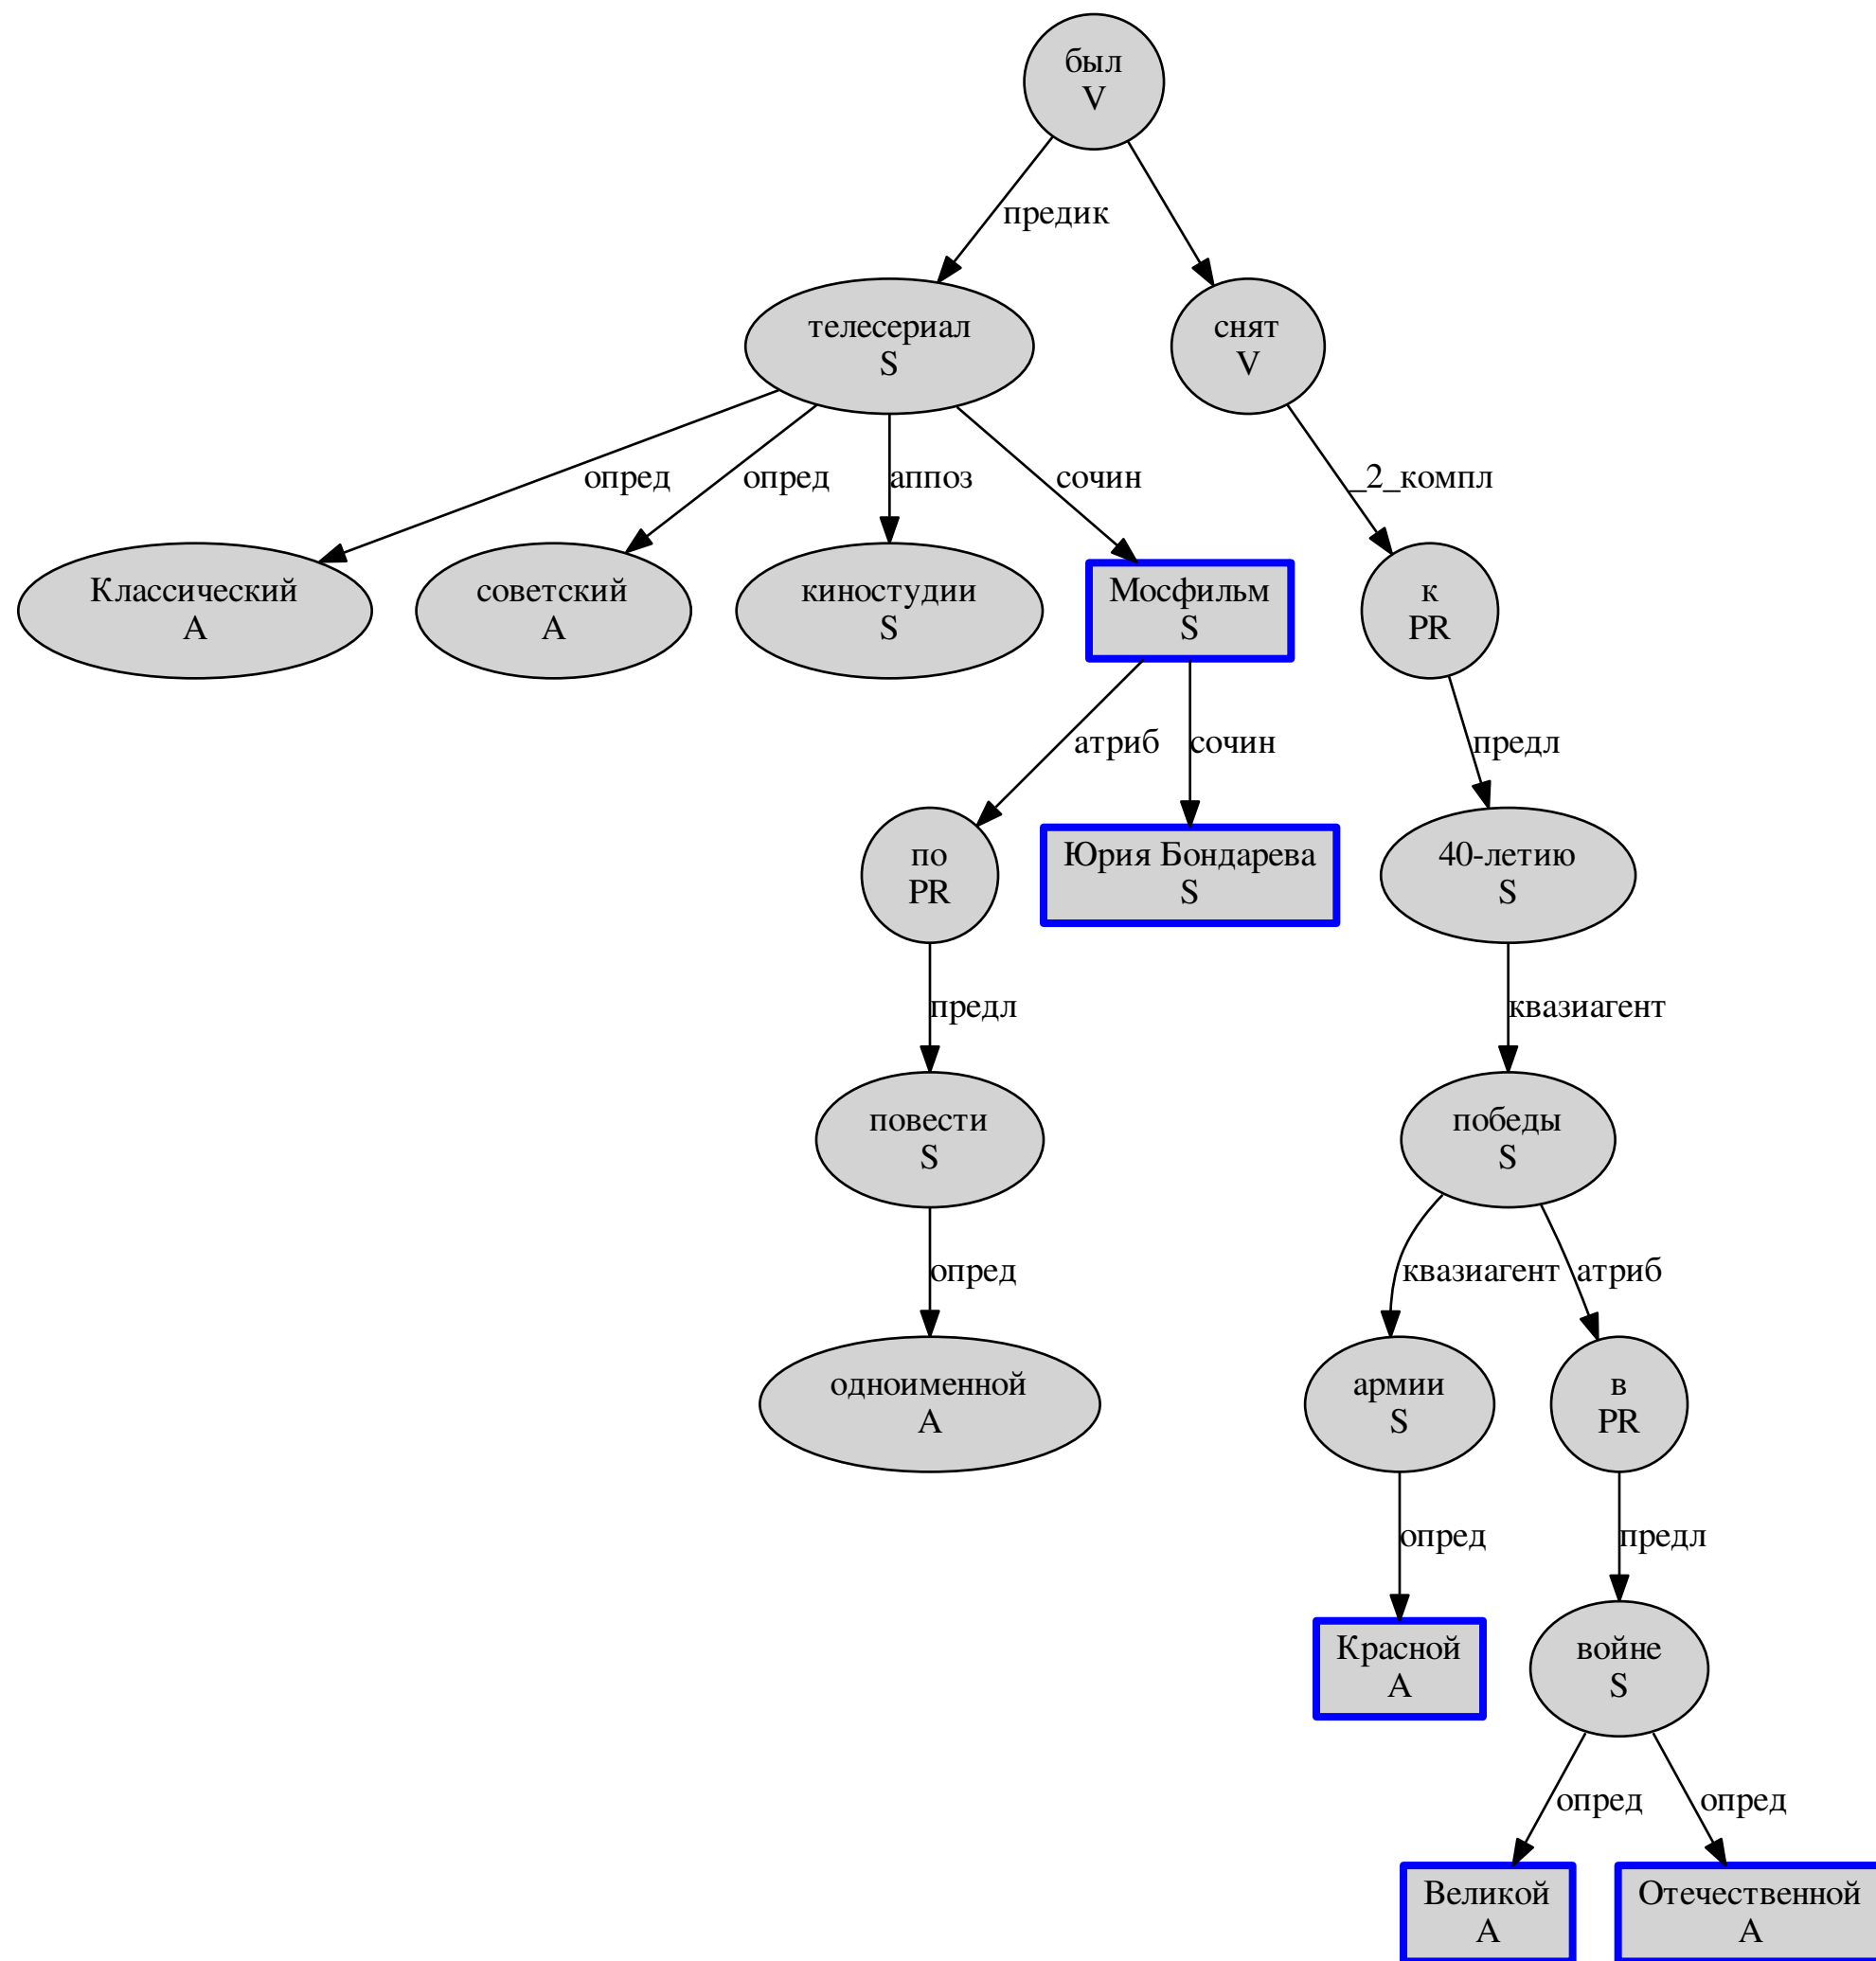 был
V
предик
телесериал
S
снят
V
опред
опред
аппоз
сочин
_2_компл
Классический
A
советский
A
киностудии
S
Мосфильм
S
к
PR
атриб
сочин
предл
по
PR
Юрия Бондарева
S
40-летию
S
предл
квазиагент
повести
S
победы
S
опред
квазиагент
атриб
одноименной
A
армии
S
в
PR
опред
предл
Красной
A
войне
S
опред
опред
Великой
A
Отечественной
A